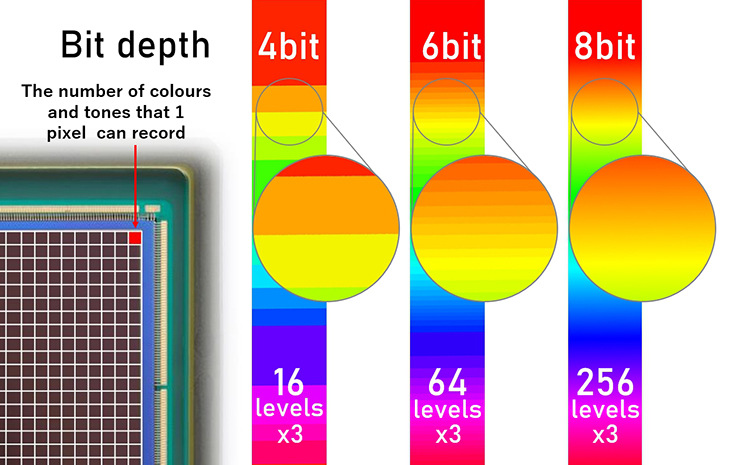 Bit depth
The number of colours
and tones that 1
pixel can record
4bit
16
levels
x3
6bit
64
levels
x3
8bit
256
levels
x3